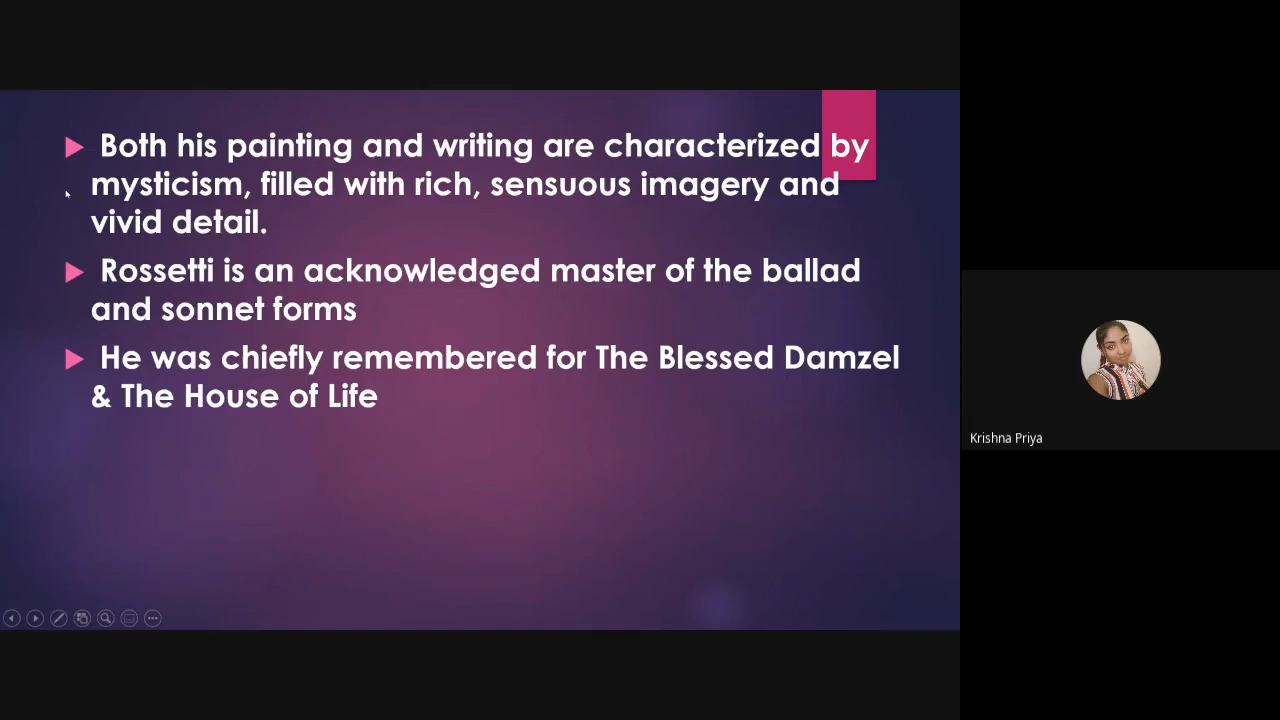 Both his painting and writing are characterized by
mysticism, filled with rich, sensuous imagery and
vivid detail.
Rossetti is an acknowledged master of the ballad
and sonnet forms
He was chiefly remembered for The Blessed Damzel
& The House of Life
Krishna Priya